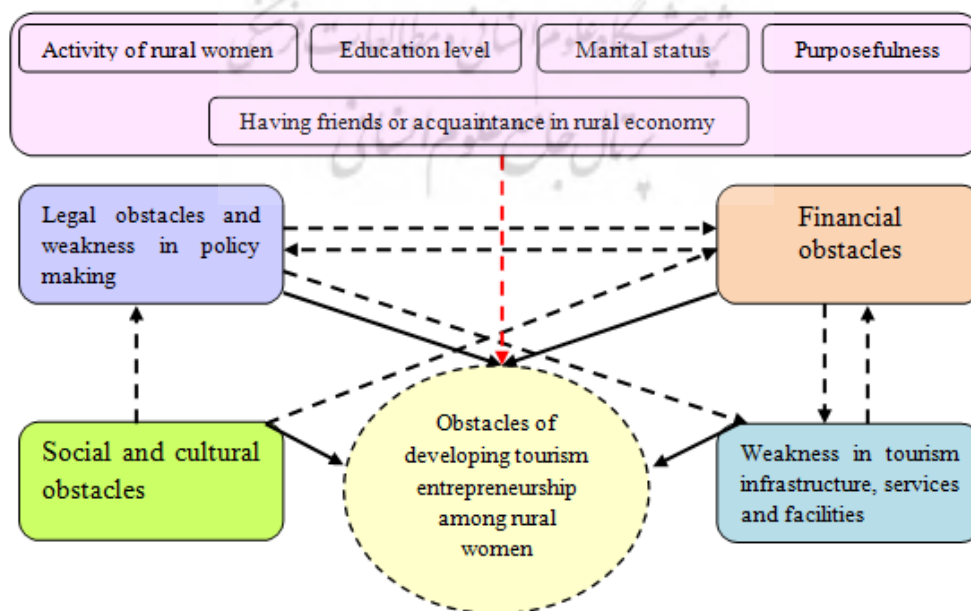 Activity of rural women
Education level
Marital status
Purposefulness
Having friends or acquaintance in rural economy
Legal obstacles and
weakness in policy
making
Financial
obstacles
Social and cultural
obstacles
Obstacles of
developing tourism
entrepreneurship
among rural
women
Weakness in tourism
infrastructure, services
and facilities